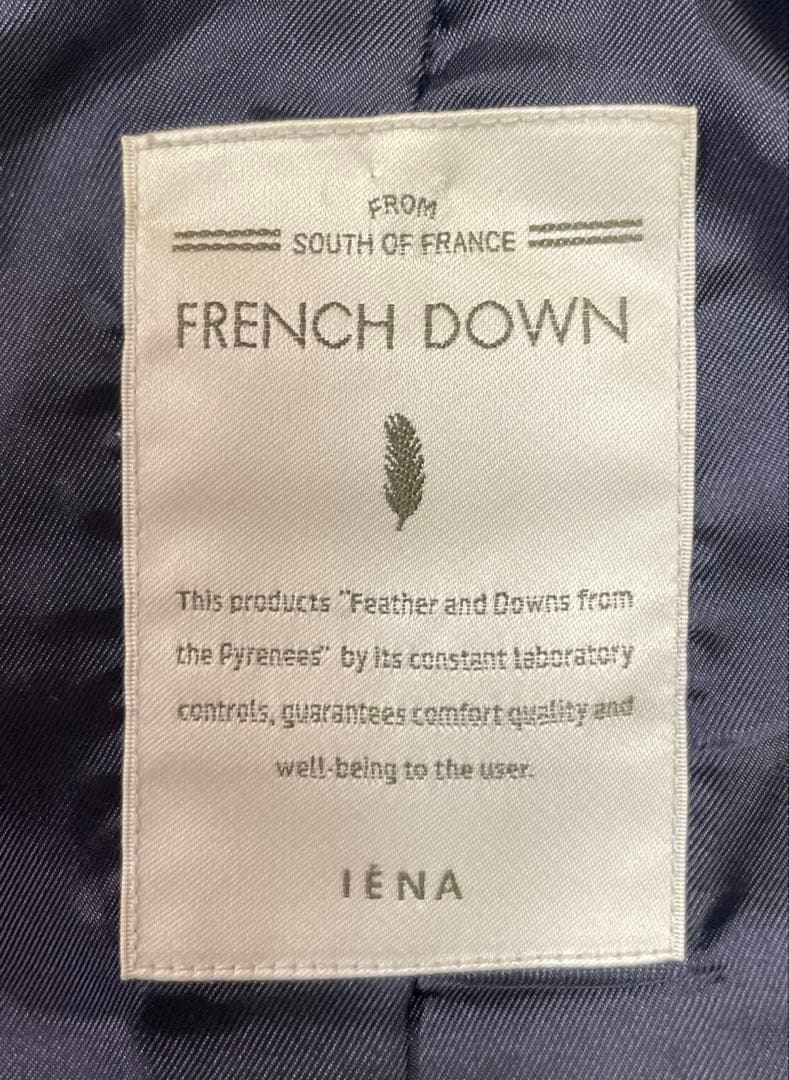 FROM
SOUTH OF FRANCE
FRENCH DOWN
This products "Feather and Downs from
the Pyrenees" by its constant laboratory
controls, guarantees comfort quality and
well-being to the user.
IÉNA